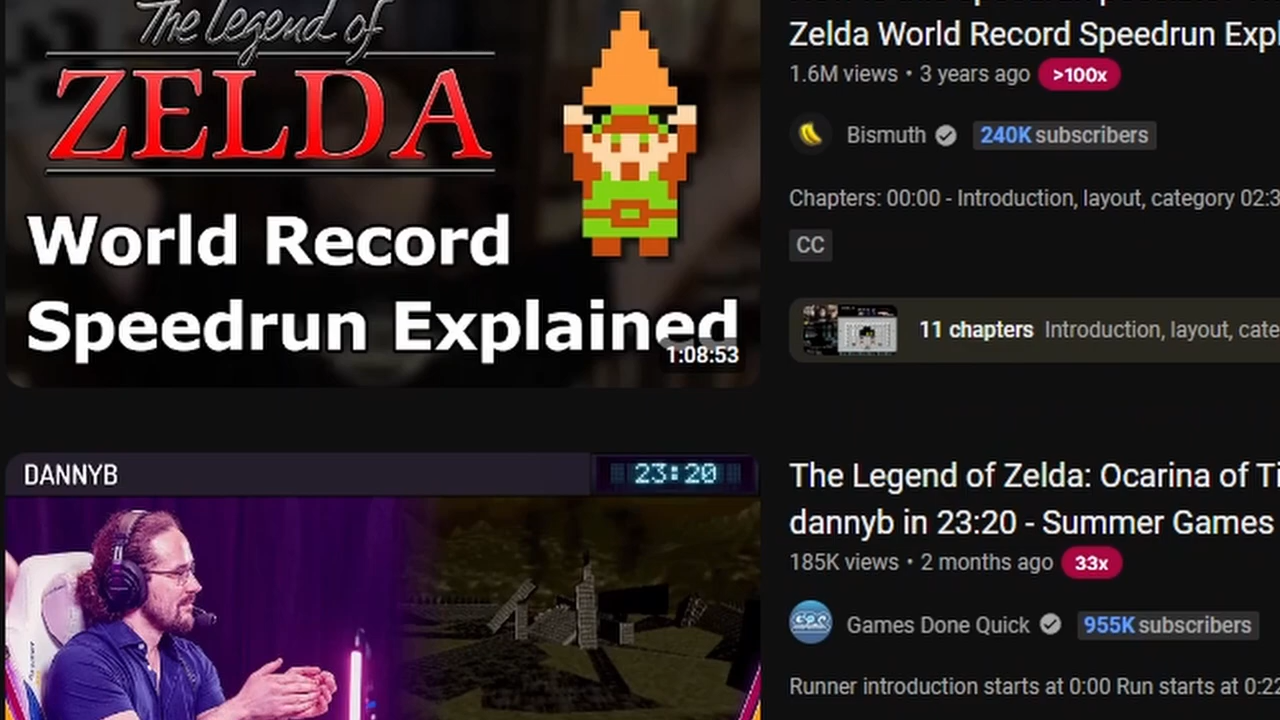 The Legend of
ZELDA
World Record
Speedrun Explained
1:08:53
Zelda World Record Speedrun Expl
1.6M views • 3 years ago >100x
Bismuth 240K subscribers
Chapters: 00:00 - Introduction, layout, category 02:3
CC
11 chapters Introduction, layout, cate
DANNYB
23:20
The Legend of Zelda: Ocarina of Ti
dannyb in 23:20 - Summer Games
185K views • 2 months ago 33x
Games Done Quick 955K subscribers
Runner introduction starts at 0:00 Run starts at 0:22